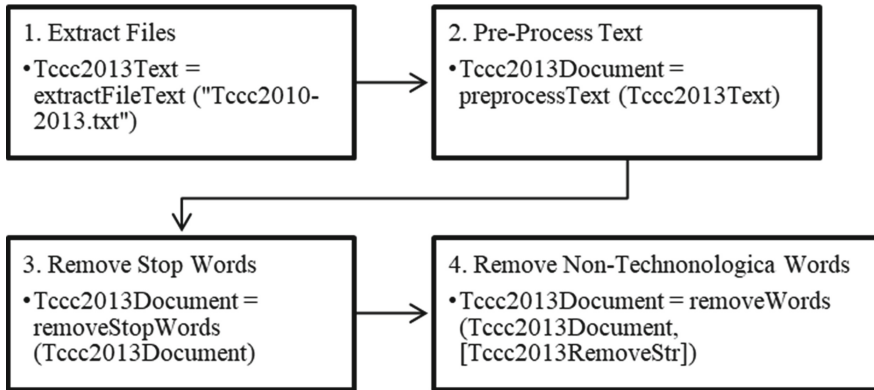 1. Extract Files
•Tccc2013Text =
extractFileText ("Tccc2010-
2013.txt")
2. Pre-Process Text
•Tccc2013Document =
preprocessText (Tccc2013Text)
3. Remove Stop Words
•Tccc2013Document =
removeStopWords
(Tccc2013Document)
4. Remove Non-Technonologica Words
•Tccc2013Document = removeWords
(Tccc2013Document,
[Tccc2013RemoveStr])